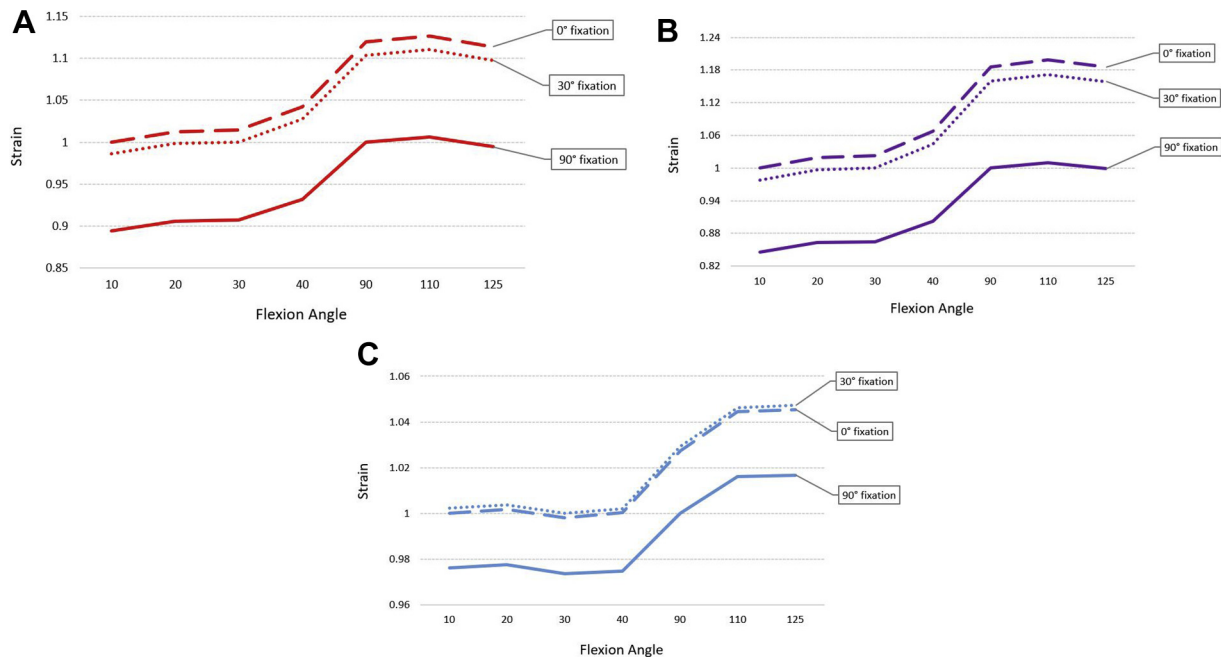 A
1.15
1.1
1.05
1
0.95
0.9
0.85
Strain
10 20 30 40 90 110 125
Flexion Angle
0° fixation
30° fixation
90° fixation
B
1.24
1.18
1.12
1.06
1
0.94
0.88
0.82
Strain
10 20 30 40 90 110 125
Flexion Angle
0° fixation
30° fixation
90° fixation
C
1.06
1.04
1.02
1
0.98
0.96
Strain
10 20 30 40 90 110 125
Flexion Angle
30° fixation
0° fixation
90° fixation